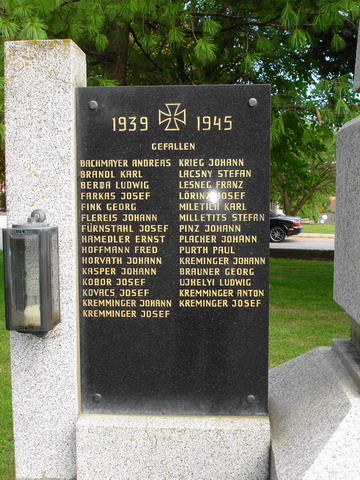 1939 1945
GEFALLEN
BACHMAYER ANDREAS
BRANDL KARL
BERDA LUDWIG
FARKAS JOSEF
FINK GEORG
FLEREIS JOHANN
FÜRNSTAHL JOSEF
HAMEDLER ERNST
HOFFMANN FRED
HORVATH JOHANN
KASPER JOHANN
KOBOR JOSEF
KOVACS JOSEF
KREMMINGER JOHANN
KREMMINGER JOSEF
KRIEG JOHANN
LACSNY STEFAN
LESNEG FRANZ
LÖRINZ JOSEF
MILETICH KARL
MILLETITS STEFAN
PINZ JOHANN
PLACHER JOHANN
PURTH PAUL
KREMINGER JOHANN
BRAUNER GEORG
UJHELYI LUDWIG
KREMMINGER ANTON
KREMINGER JOSEF